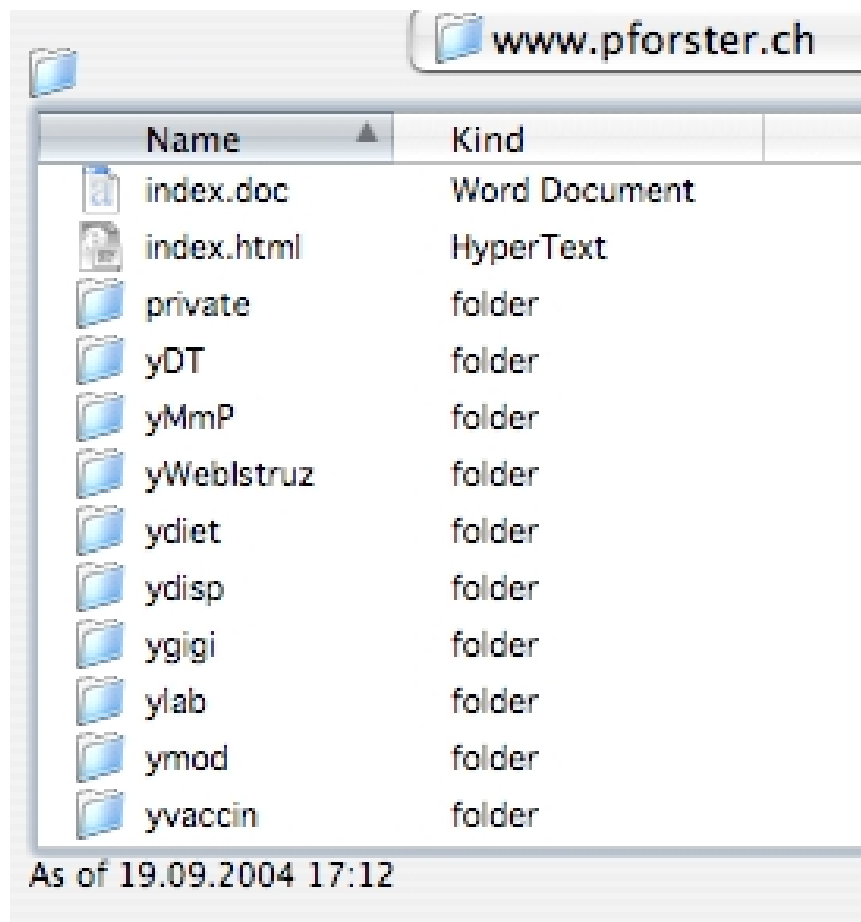 www.pforster.ch
Name Kind
index.doc Word Document
index.html HyperText
private folder
yDT folder
yMmP folder
yWebIstruz folder
ydiet folder
ydisp folder
ygigi folder
ylab folder
ymod folder
yvaccin folder
As of 19.09.2004 17:12